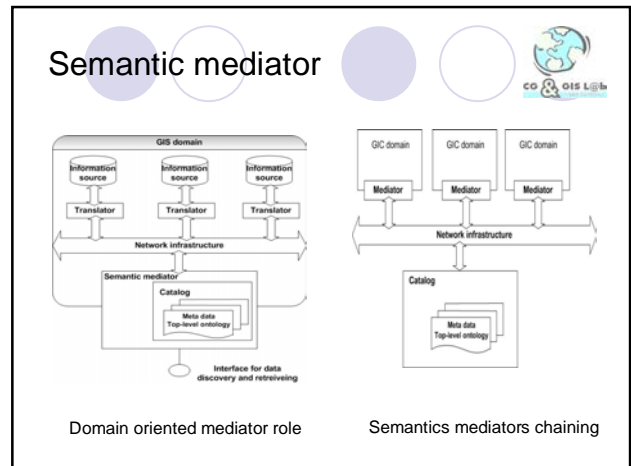 Semantic mediator
CG & GIS L@b
GIS domain
Information source
Information source
Information source
Translator
Translator
Translator
Network infrastructure
Semantic mediator
Catalog
Meta data
Top-level ontology
Interface for data
discovery and retreiveing
Domain oriented mediator role
GIC domain
GIC domain
GIC domain
Mediator
Mediator
Mediator
Network infrastructure
Catalog
Meta data
Top-level ontology
Semantics mediators chaining